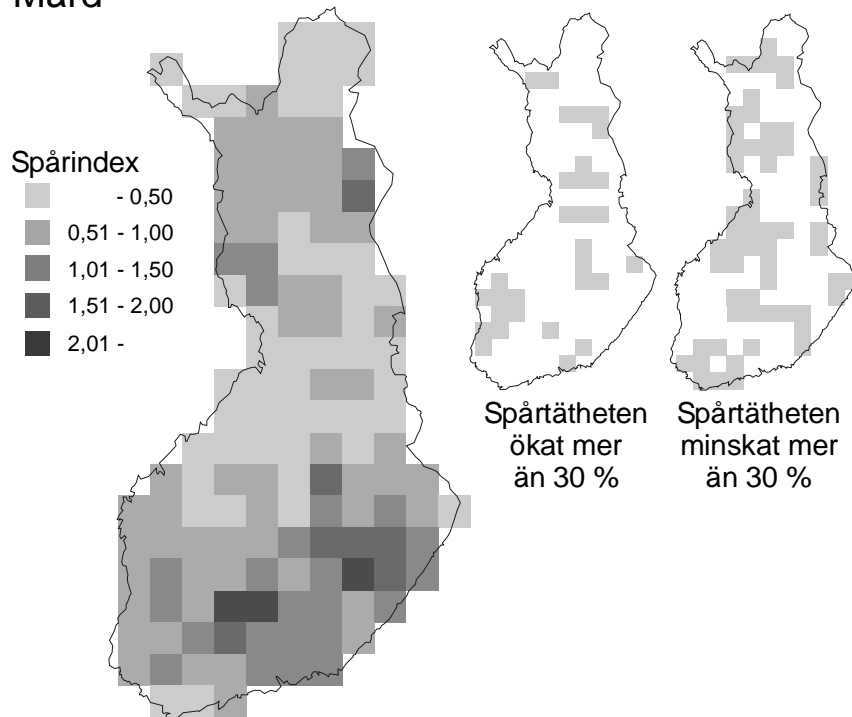 Mård
Spårindex
- 0,50
0,51 - 1,00
1,01 - 1,50
1,51 - 2,00
2,01 -
Spårtätheten
ökat mer
än 30 %
Spårtätheten
minskat mer
än 30 %